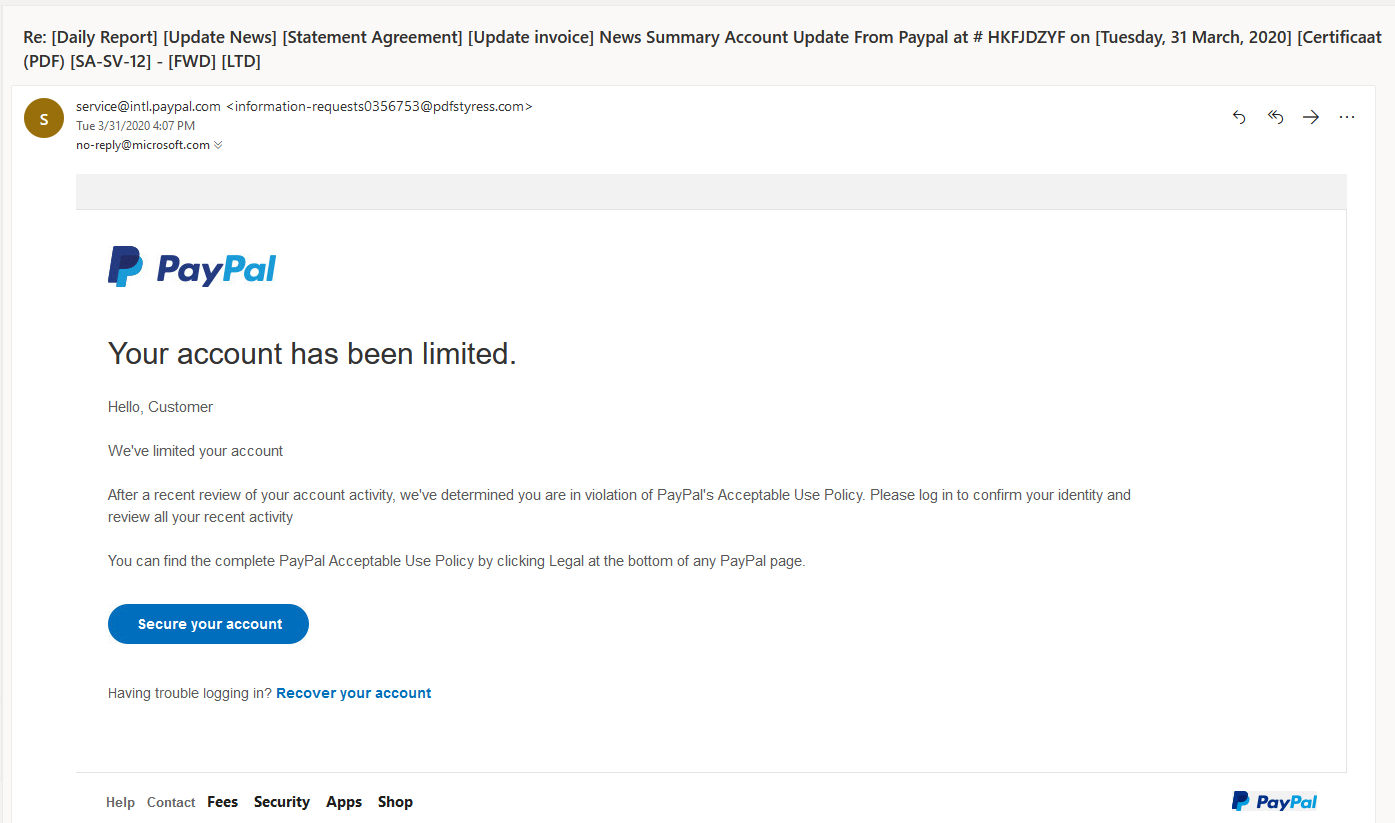 Re: [Daily Report] [Update News] [Statement Agreement] [Update invoice] News Summary Account Update From Paypal at # HKFJDZYF on [Tuesday, 31 March, 2020] [Certificaat
(PDF) [SA-SV-12] - [FWD] [LTD]
S
service@intl.paypal.com <information-requests0356753@pdfstyress.com>
Tue 3/31/2020 4:07 PM
no-reply@microsoft.com
PayPal
Your account has been limited.
Hello, Customer
We've limited your account
After a recent review of your account activity, we've determined you are in violation of PayPal's Acceptable Use Policy. Please log in to confirm your identity and
review all your recent activity
You can find the complete PayPal Acceptable Use Policy by clicking Legal at the bottom of any PayPal page.
Secure your account
Having trouble logging in? Recover your account
Help Contact Fees Security Apps Shop PayPal